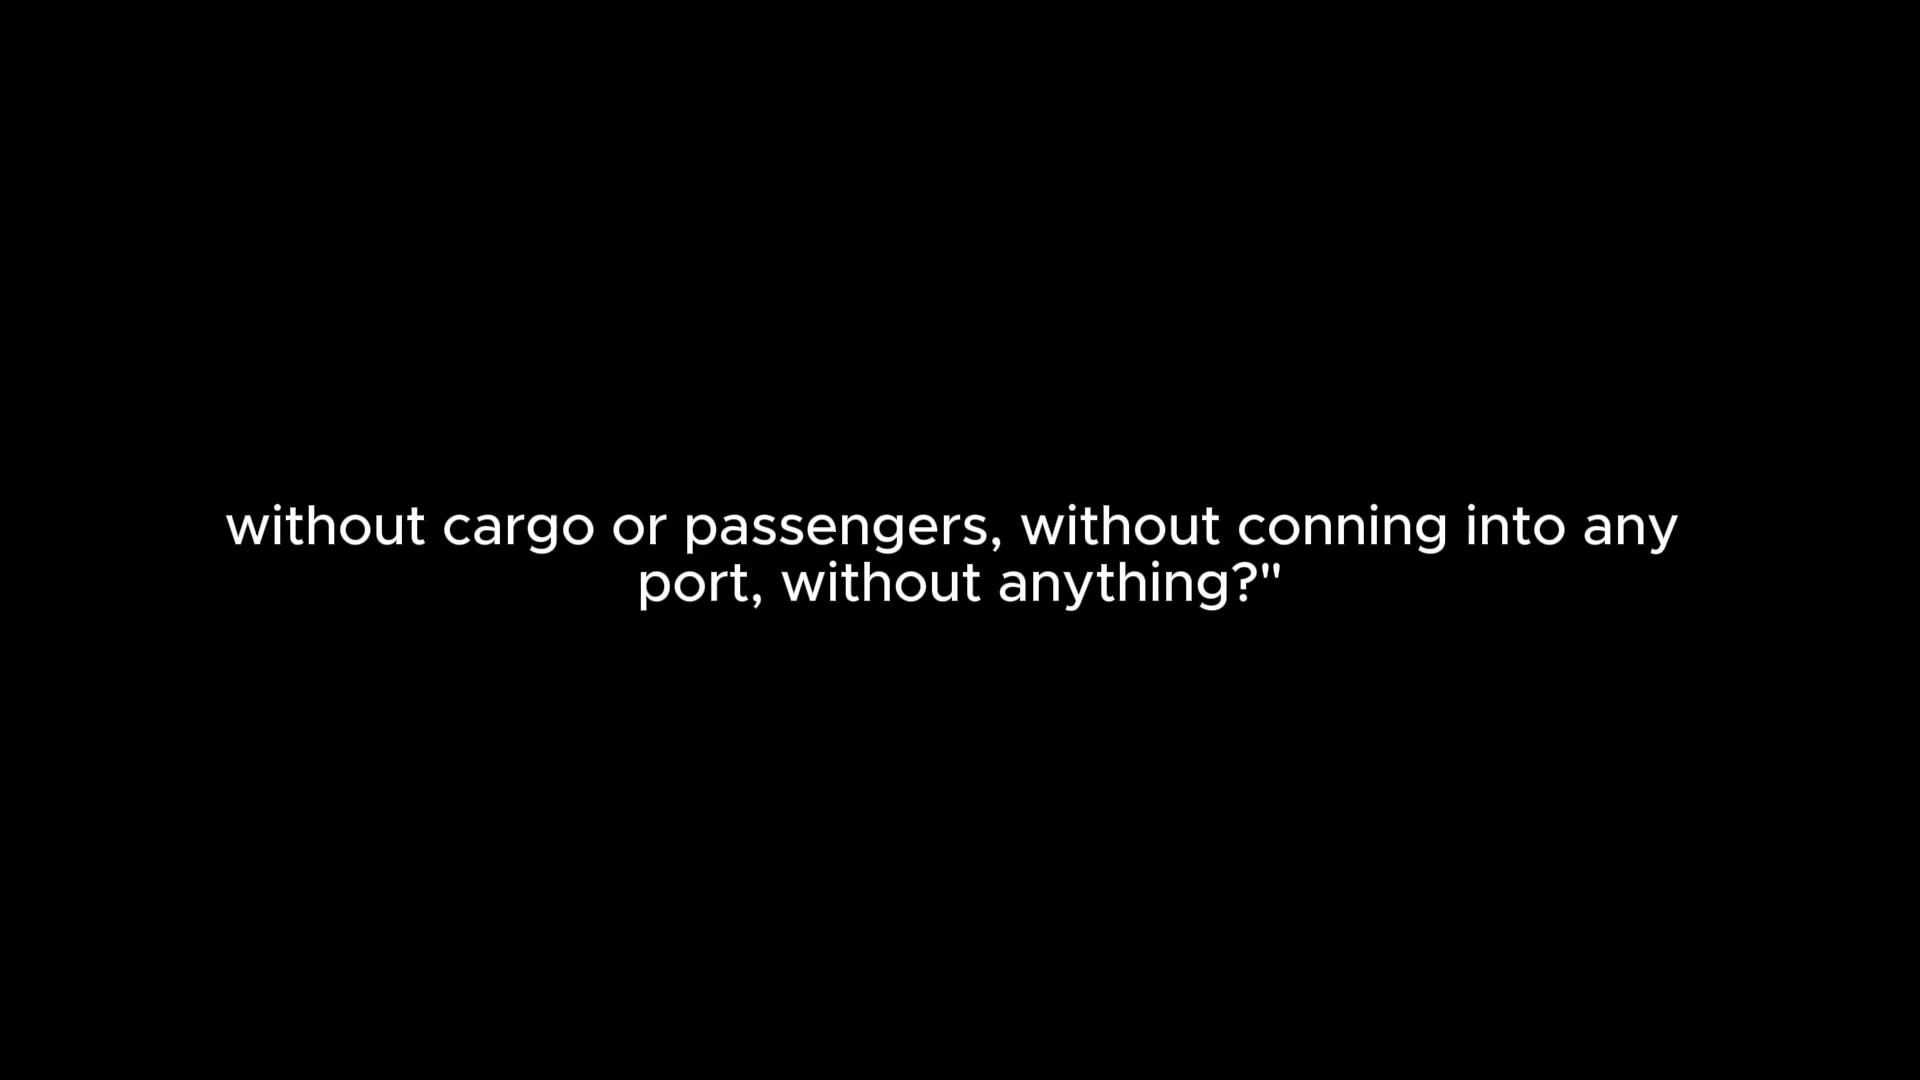 without cargo or passengers, without conning into any
port, without anything?"